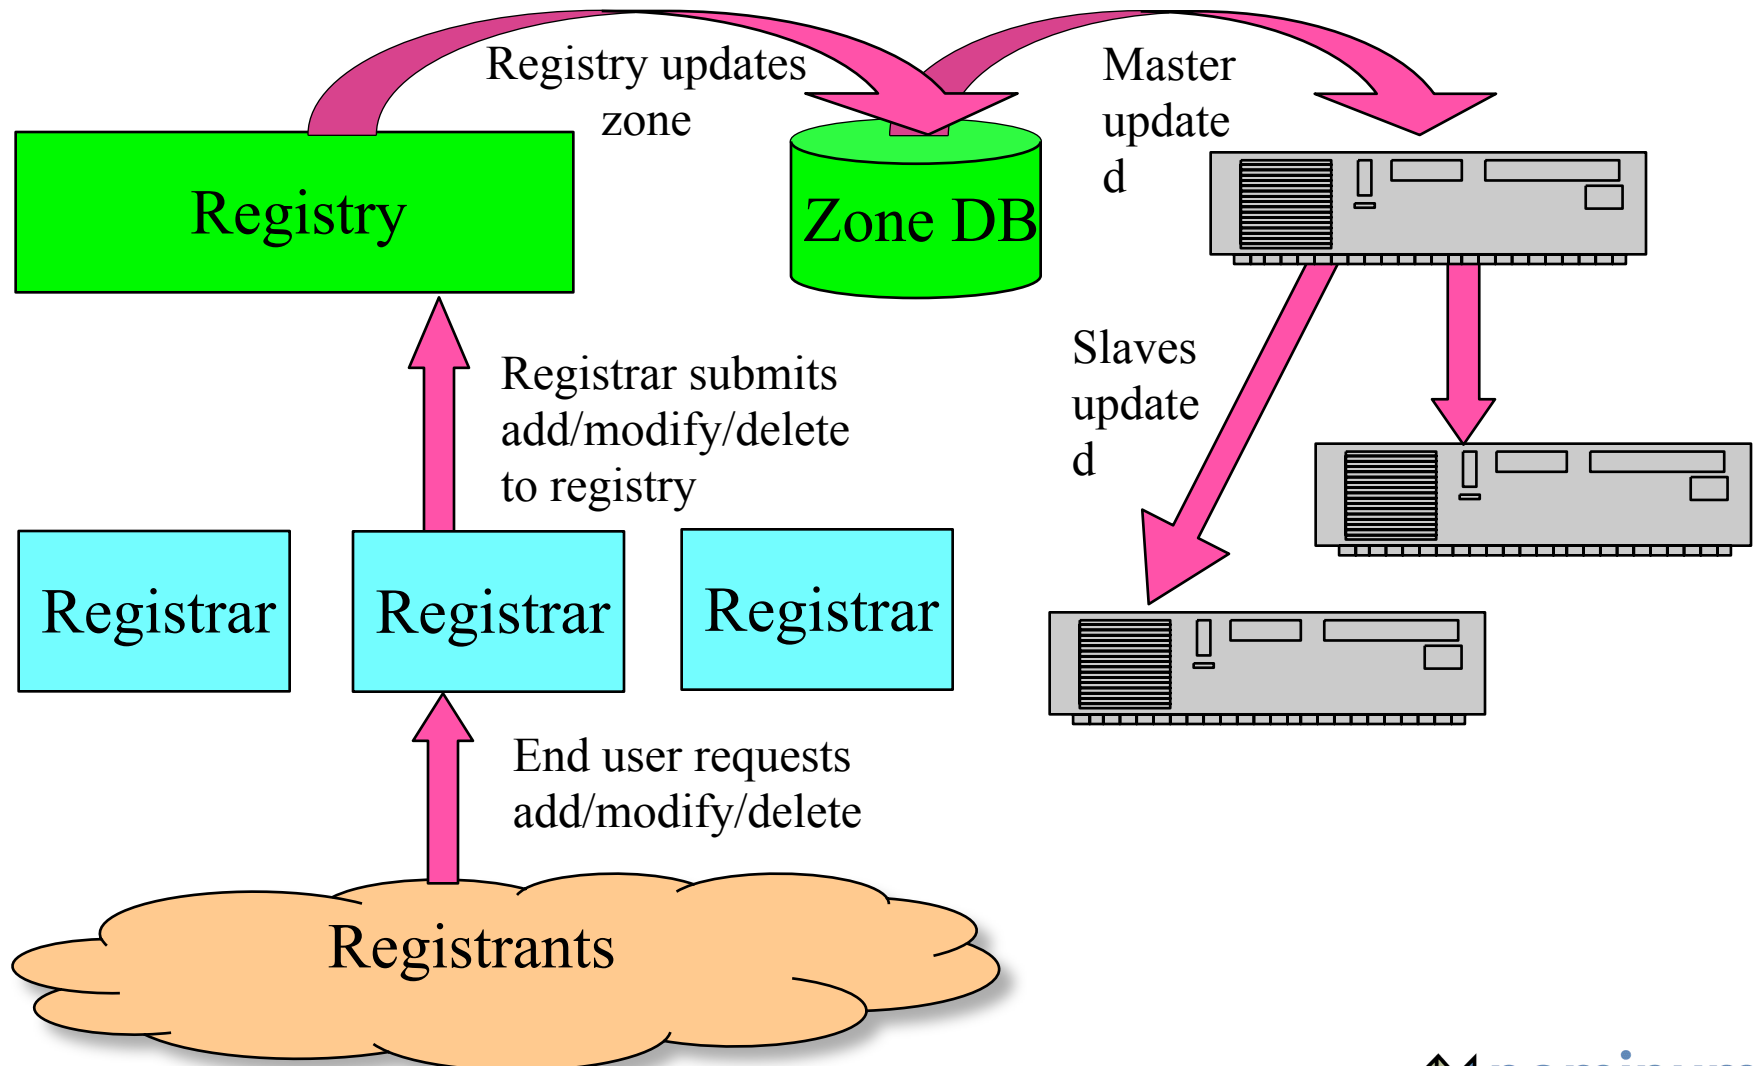 Registry updates
zone
Master
update
d
Registry
Zone DB
Slaves
update
d
Registrar submits
add/modify/delete
to registry
Registrar
Registrar
Registrar
End user requests
add/modify/delete
Registrants